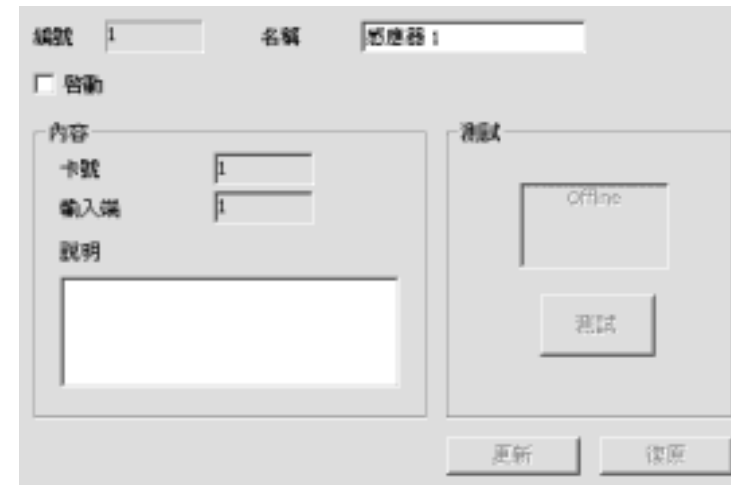 編號 1 名稱 感應器 1
啓動
內容 測試
卡號 1
Offline
輸入端 1
說明
測試
更新 復原